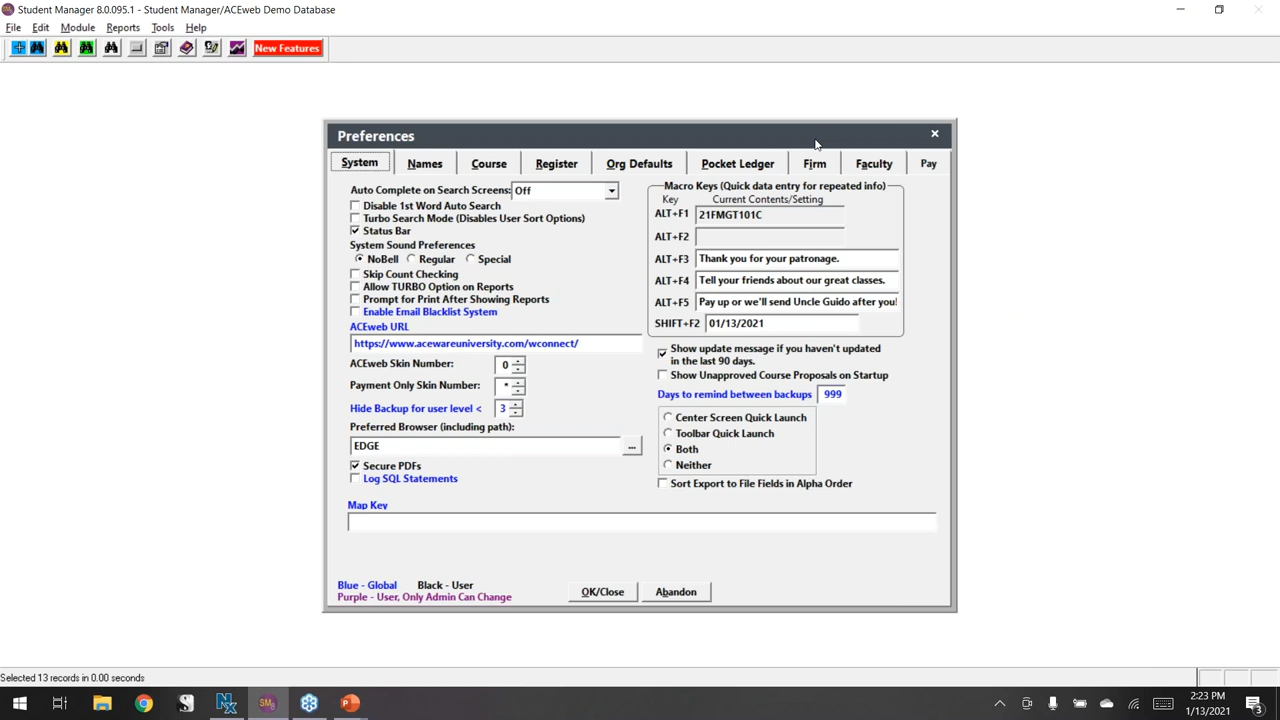 Student Manager 8.0.095.1 - Student Manager/ACEweb Demo Database
File Edit Module Reports Tools Help
New Features
Preferences
System Names Course Register Org Defaults Pocket Ledger Firm Faculty Pay
Auto Complete on Search Screens: Off
Disable 1st Word Auto Search
Turbo Search Mode (Disables User Sort Options)
Status Bar
System Sound Preferences
NoBell Regular Special
Skip Count Checking
Allow TURBO Option on Reports
Prompt for Print After Showing Reports
Enable Email Blacklist System
ACEweb URL
https://www.acewareuniversity.com/wconnect/
ACEweb Skin Number: 0
Payment Only Skin Number: *
Hide Backup for user level < 3
Preferred Browser (including path):
EDGE ...
Secure PDFs
Log SQL Statements
Macro Keys (Quick data entry for repeated info)
Key Current Contents/Setting
ALT+F1 21FMGT101C
ALT+F2
ALT+F3 Thank you for your patronage.
ALT+F4 Tell your friends about our great classes.
ALT+F5 Pay up or we'll send Uncle Guido after you!
SHIFT+F2 01/13/2021
Show update message if you haven't updated
in the last 90 days.
Show Unapproved Course Proposals on Startup
Days to remind between backups 999
Center Screen Quick Launch
Toolbar Quick Launch
Both
Neither
Sort Export to File Fields in Alpha Order
Map Key
Blue - Global Black - User
Purple - User, Only Admin Can Change
OK/Close Abandon
Selected 13 records in 0.00 seconds
2:23 PM
1/13/2021
3